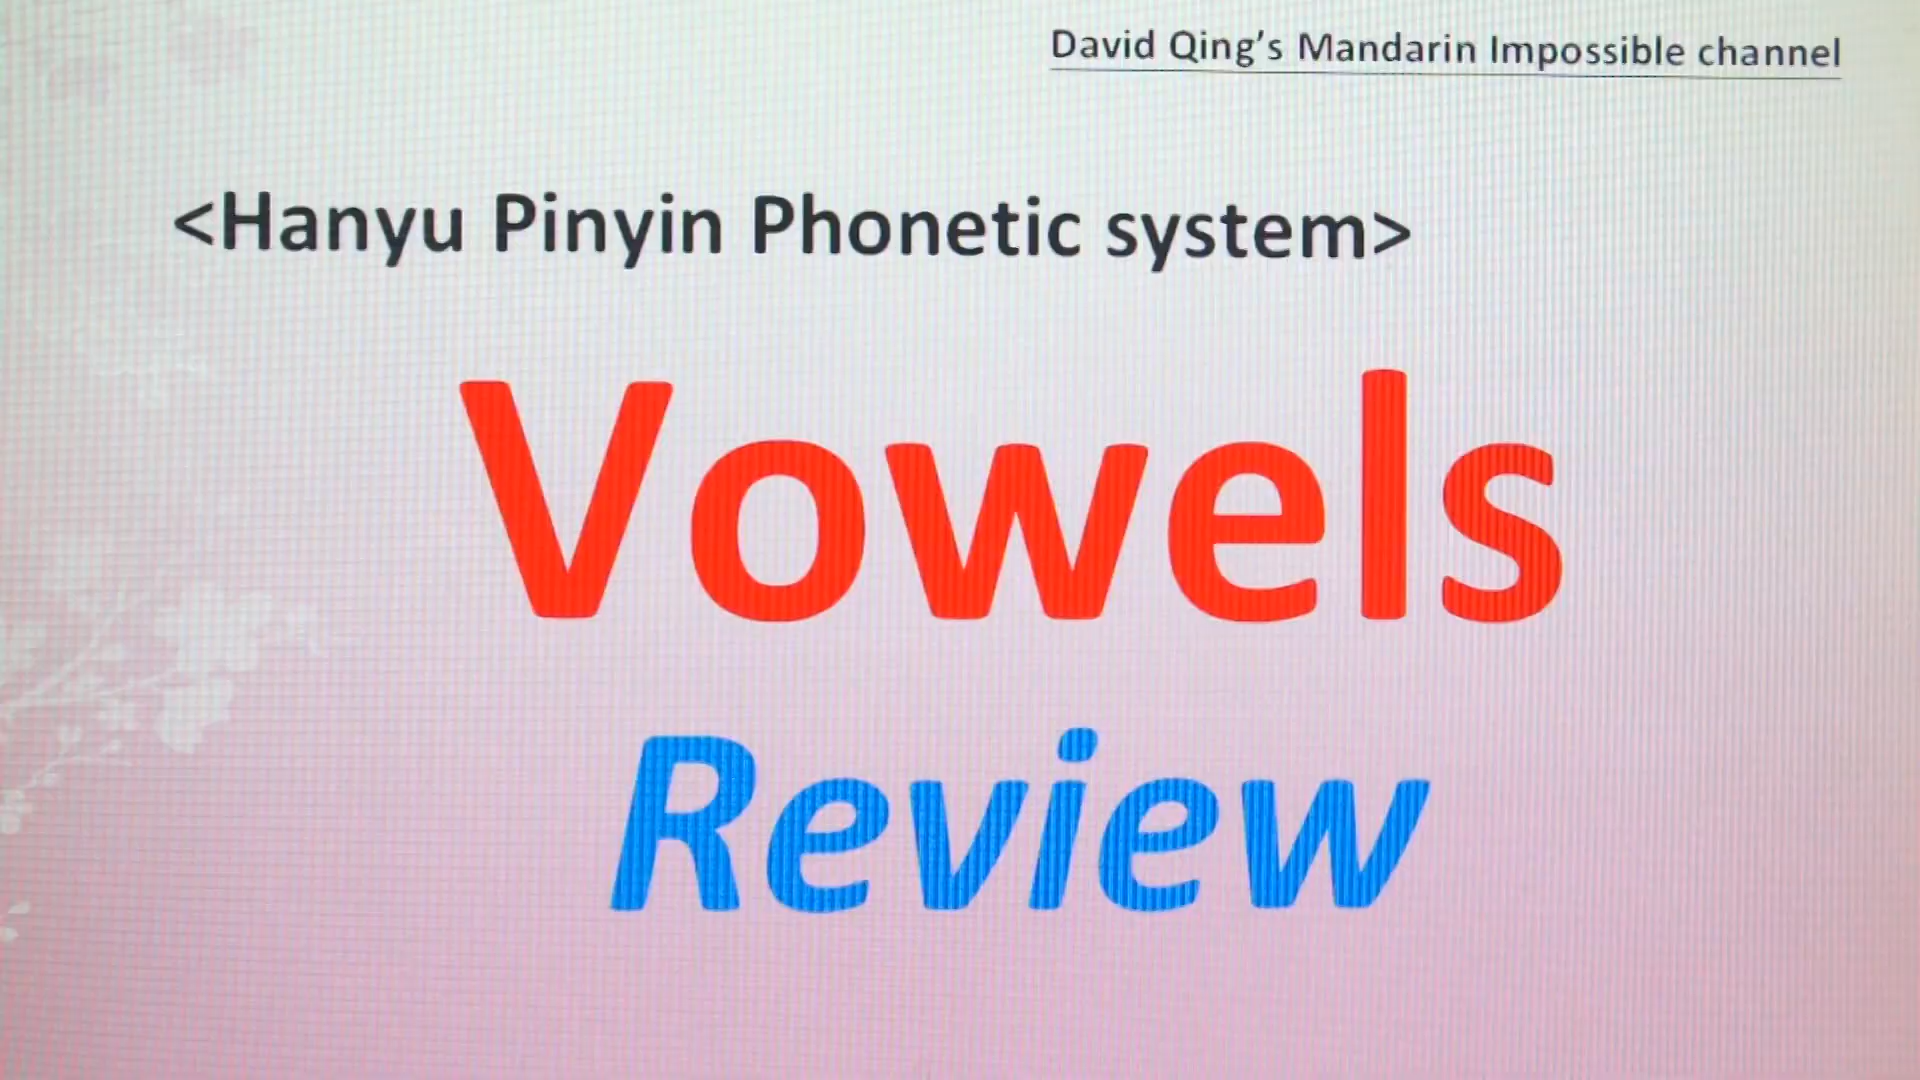 David Qing's Mandarin Impossible channel
<Hanyu Pinyin Phonetic system>
Vowels
Review